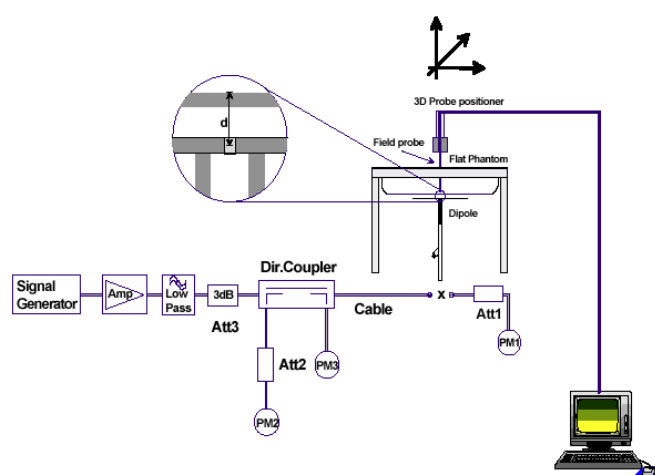 3D Probe positioner
d
Field probe
Flat Phantom
Dipole
Signal
Generator
Amp
Low
Pass
3dB
Att3
Dir.Coupler
Cable
x
Att1
PM1
Att2
PM3
PM2